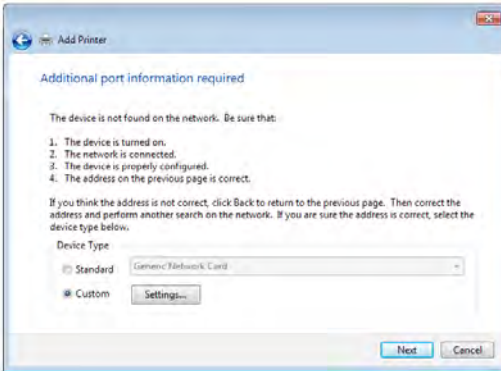 Add Printer
Additional port information required
The device is not found on the network. Be sure that:
1. The device is turned on.
2. The network is connected.
3. The device is properly configured.
4. The address on the previous page is correct.
If you think the address is not correct, click Back to return to the previous page. Then correct the
address and perform another search on the network. If you are sure the address is correct, select the
device type below.
Device Type
Standard Generic Network Card
Custom Settings...
Next Cancel